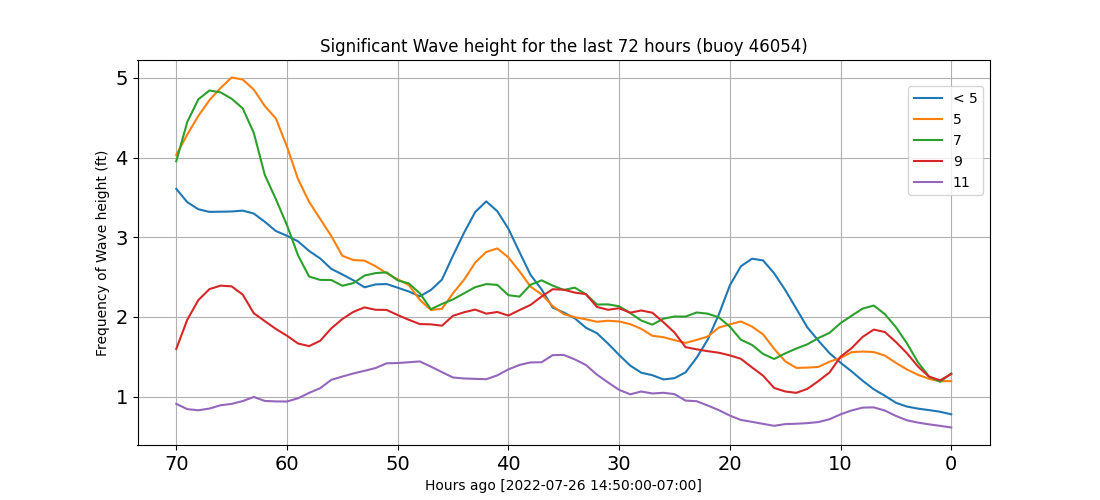 Significant Wave height for the last 72 hours (buoy 46054)
Frequency of Wave height (ft)
5
4
3
2
1
< 5
5
7
9
11
70 60 50 40 30 20 10 0
Hours ago [2022-07-26 14:50:00-07:00]